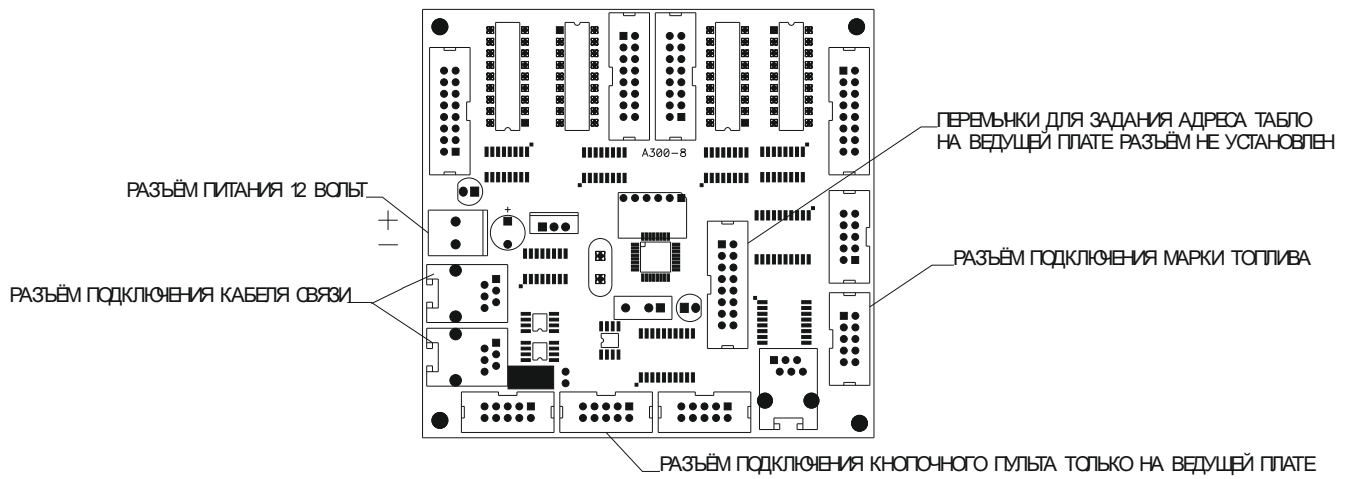 ПЕРЕМЫЧКИ ДЛЯ ЗАДАНИЯ АДРЕСА ТАБЛО
НА ВЕДУЩЕЙ ПЛАТЕ РАЗЪЁМ НЕ УСТАНОВЛЕН
A300-8
РАЗЪЁМ ПИТАНИЯ 12 ВОЛЬТ
+
+
−
РАЗЪЁМ ПОДКЛЮЧЕНИЯ МАРКИ ТОПЛИВА
РАЗЪЁМ ПОДКЛЮЧЕНИЯ КАБЕЛЯ СВЯЗИ
РАЗЪЁМ ПОДКЛЮЧЕНИЯ КНОПОЧНОГО ПУЛЬТА ТОЛЬКО НА ВЕДУЩЕЙ ПЛАТЕ